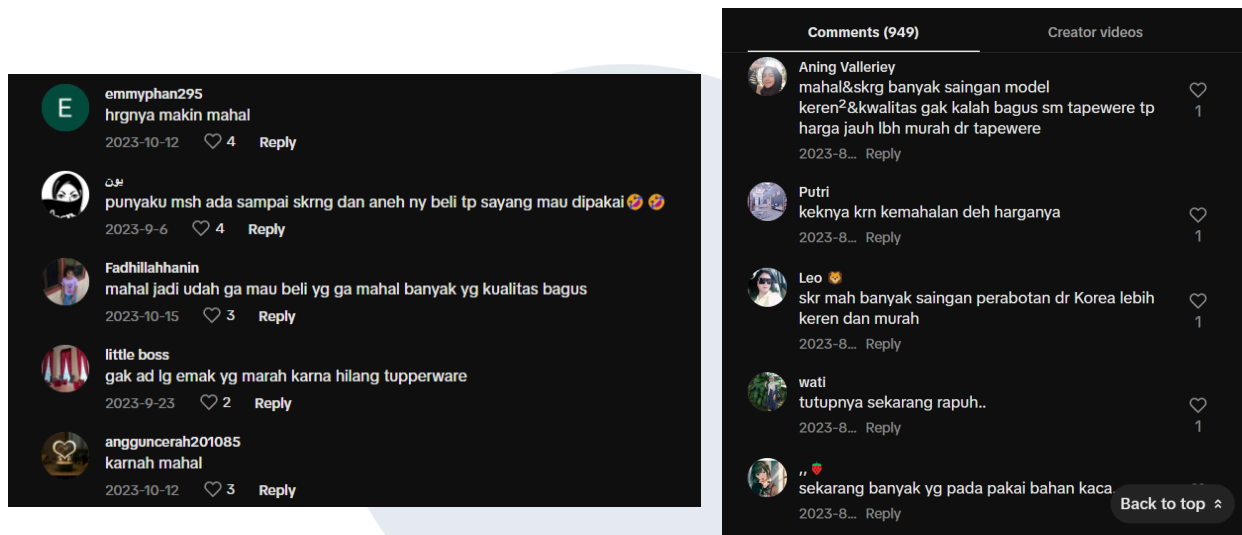 E
emmyphan295
hrgnya makin mahal
2023-10-12 4 Reply
يون
punyaku msh ada sampai skrng dan aneh ny beli tp sayang mau dipakai🤣 🤣
2023-9-6 4 Reply
Fadhillahhanin
mahal jadi udah ga mau beli yg ga mahal banyak yg kualitas bagus
2023-10-15 3 Reply
little boss
gak ad lg emak yg marah karna hilang tupperware
2023-9-23 2 Reply
angguncerah201085
karnah mahal
2023-10-12 3 Reply
Comments (949) Creator videos
Aning Valleriey
mahal&skrg banyak saingan model
keren²&kwalitas gak kalah bagus sm tapewere tp
harga jauh lbh murah dr tapewere
1
2023-8... Reply
Putri
keknya krn kemahalan deh harganya
1
2023-8... Reply
Leo 🦁
skr mah banyak saingan perabotan dr Korea lebih
keren dan murah
1
2023-8... Reply
wati
tutupnya sekarang rapuh..
1
2023-8... Reply
,, 🍓
sekarang banyak yg pada pakai bahan kaca
2023-8... Reply
Back to top